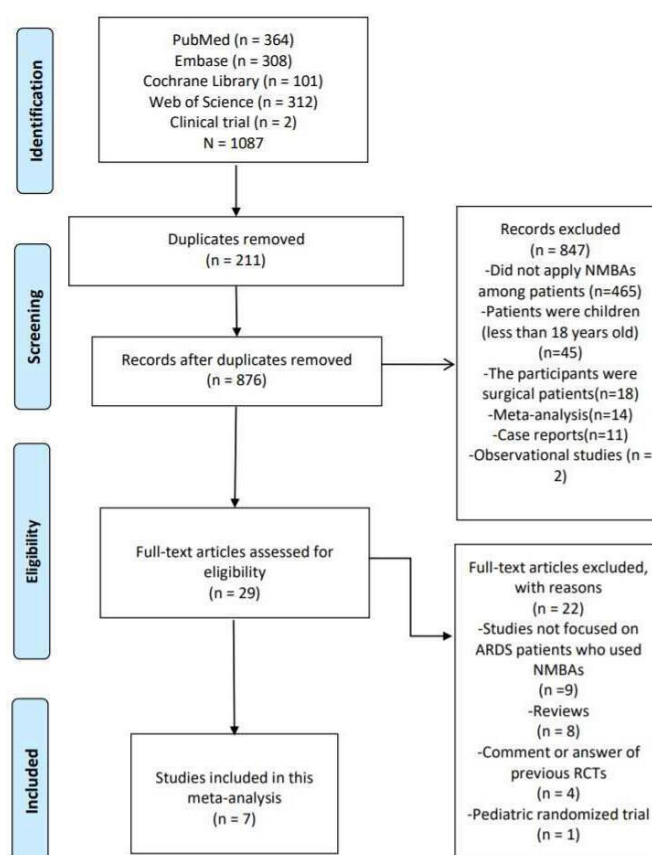 Identification
PubMed (n = 364)
Embase (n = 308)
Cochrane Library (n = 101)
Web of Science (n = 312)
Clinical trial (n = 2)
N = 1087
Screening
Duplicates removed
(n = 211)
Records after duplicates removed
(n = 876)
Records excluded
(n = 847)
-Did not apply NMBAs
among patients (n=465)
-Patients were children
(less than 18 years old)
(n=45)
-The participants were
surgical patients(n=18)
-Meta-analysis(n=14)
-Case reports(n=11)
-Observational studies (n =
2)
Eligibility
Full-text articles assessed for
eligibility
(n = 29)
Full-text articles excluded,
with reasons
(n = 22)
-Studies not focused on
ARDS patients who used
NMBAs
(n =9)
-Reviews
(n = 8)
-Comment or answer of
previous RCTs
(n = 4)
-Pediatric randomized trial
(n = 1)
Included
Studies included in this
meta-analysis
(n = 7)